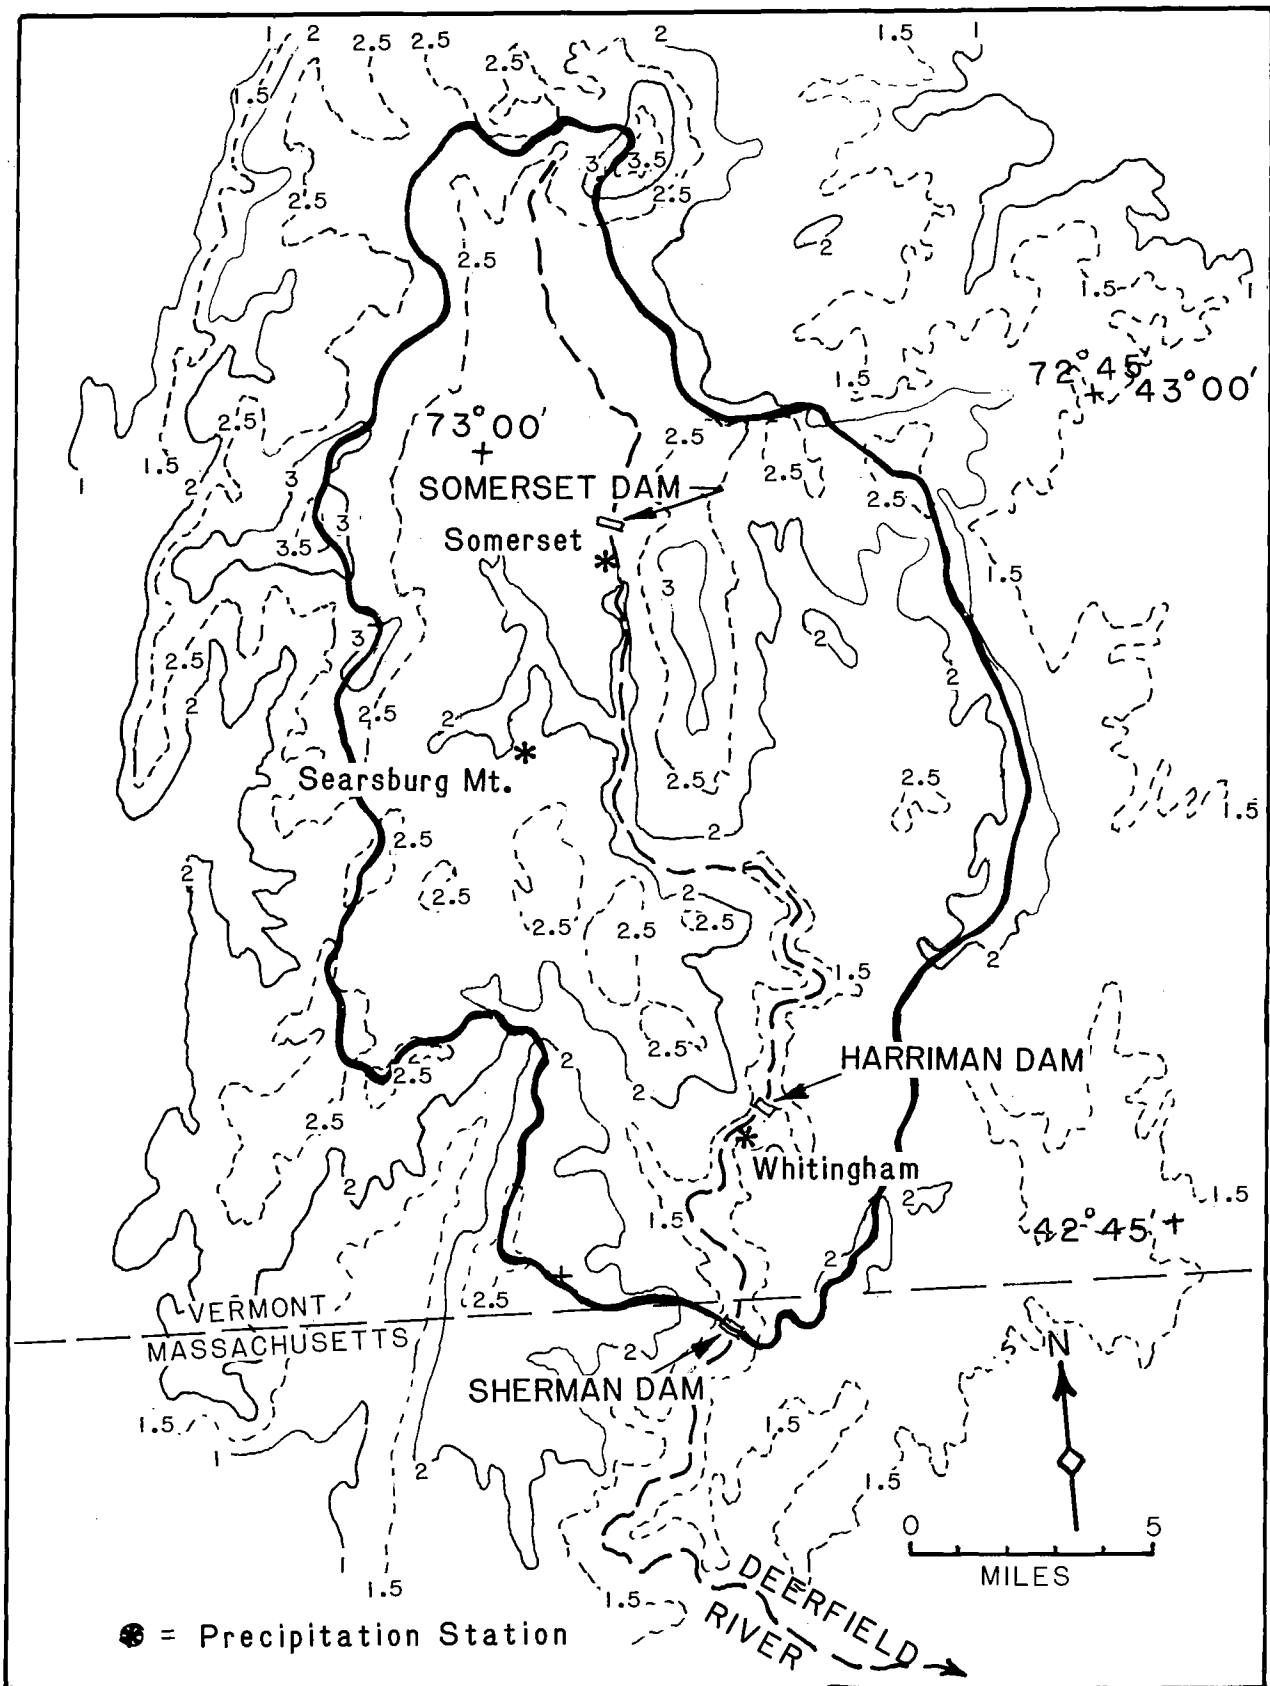 1 2 2.5 2.5 2 1.5 1
2.5
1.5
3 3.5
2.5 2.5
2
2.5
1.5 1
72°45' 43°00'
1.5
2.5 73°00' 2.5
1 1.5 2 3 2.5 2.5
SOMERSET DAM
3
3.5
Somerset
1.5
3
3 2
2.5
2 2
2.5 2
Searsburg Mt.
2.5 2.5
1.5
2.5 2
2
2.5 2
2.5 2.5 2.5
2
1.5
2.5
HARRIMAN DAM
2
2.5 2
2.5
Whitingham
2 2 1.5
1.5
42°45'
2
2.5
VERMONT
MASSACHUSETTS
2
N
SHERMAN DAM
1.5 1.5
1 2
1.5
0 5
MILES
1
1.5 1.5
DEERFIELD
RIVER
= Precipitation Station